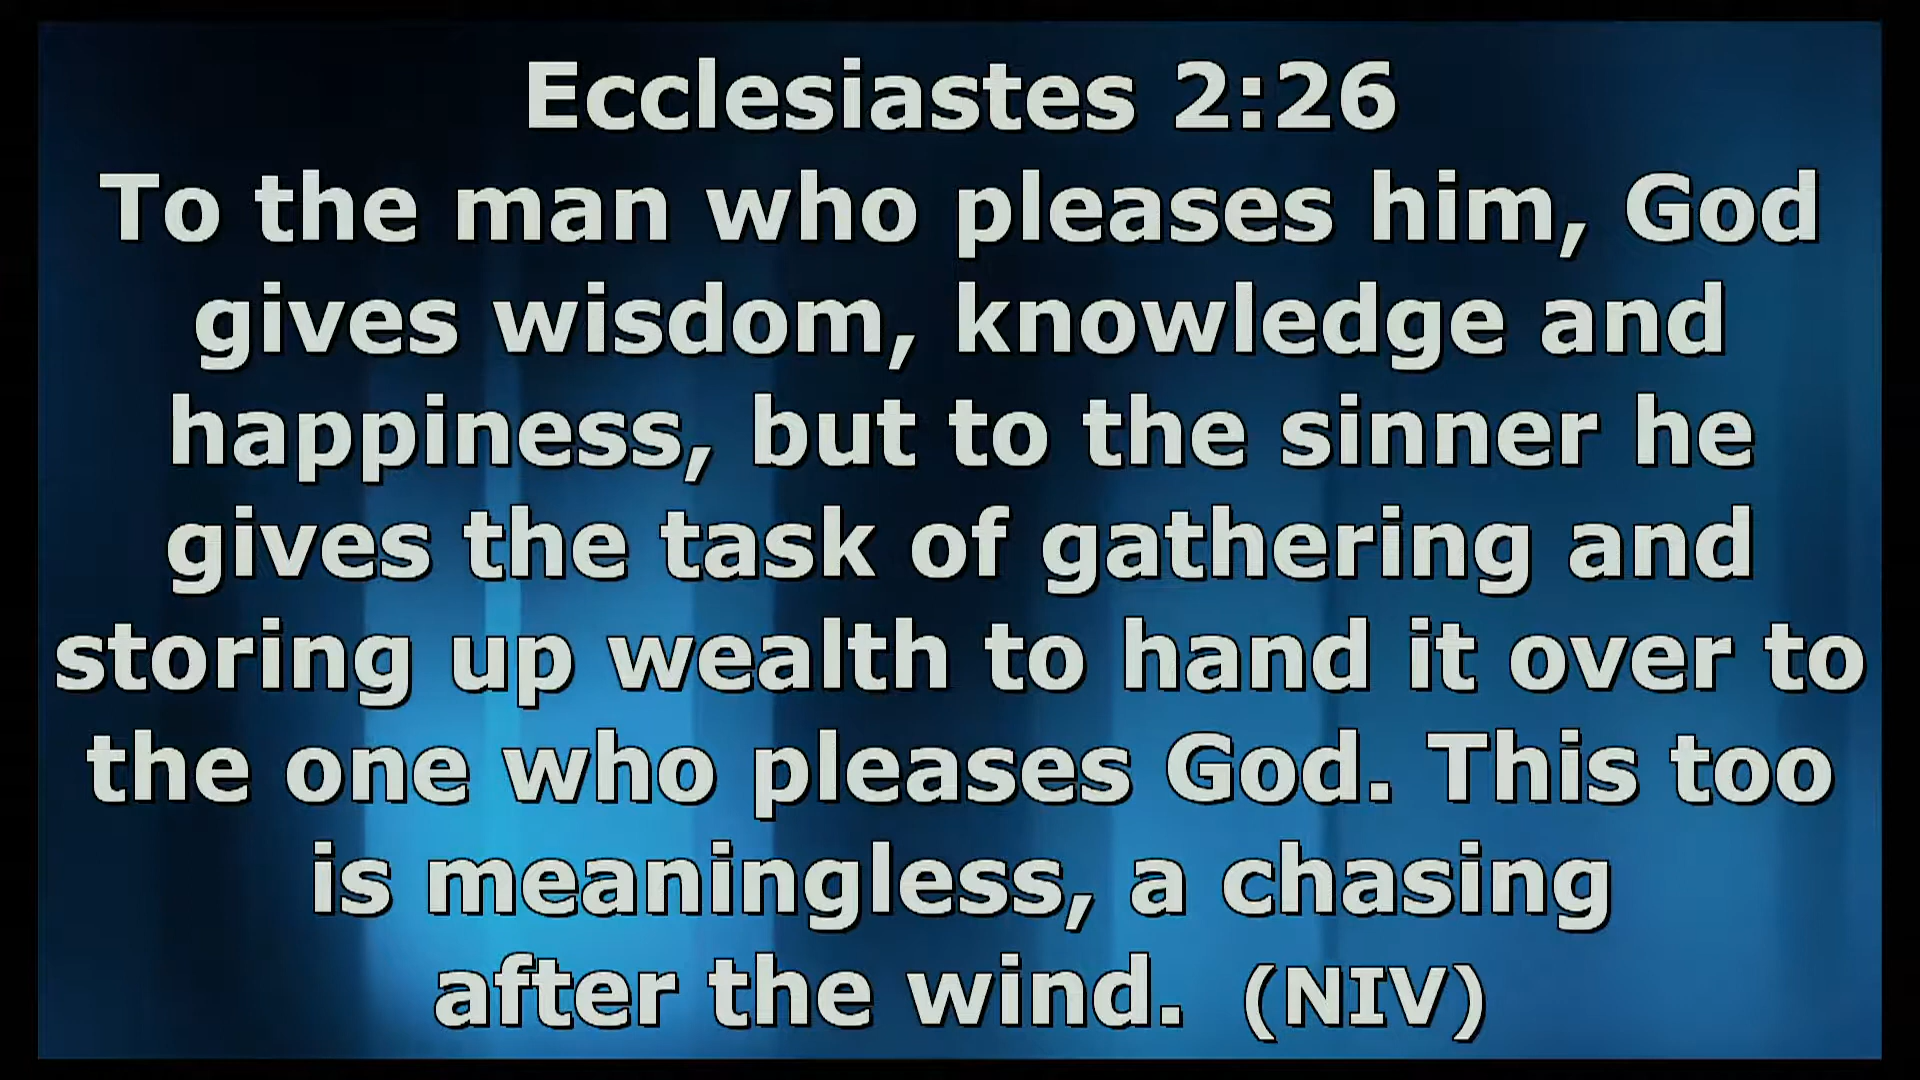 Ecclesiastes 2:26
To the man who pleases him, God
gives wisdom, knowledge and
happiness, but to the sinner he
gives the task of gathering and
storing up wealth to hand it over to
the one who pleases God. This too
is meaningless, a chasing
after the wind. (NIV)